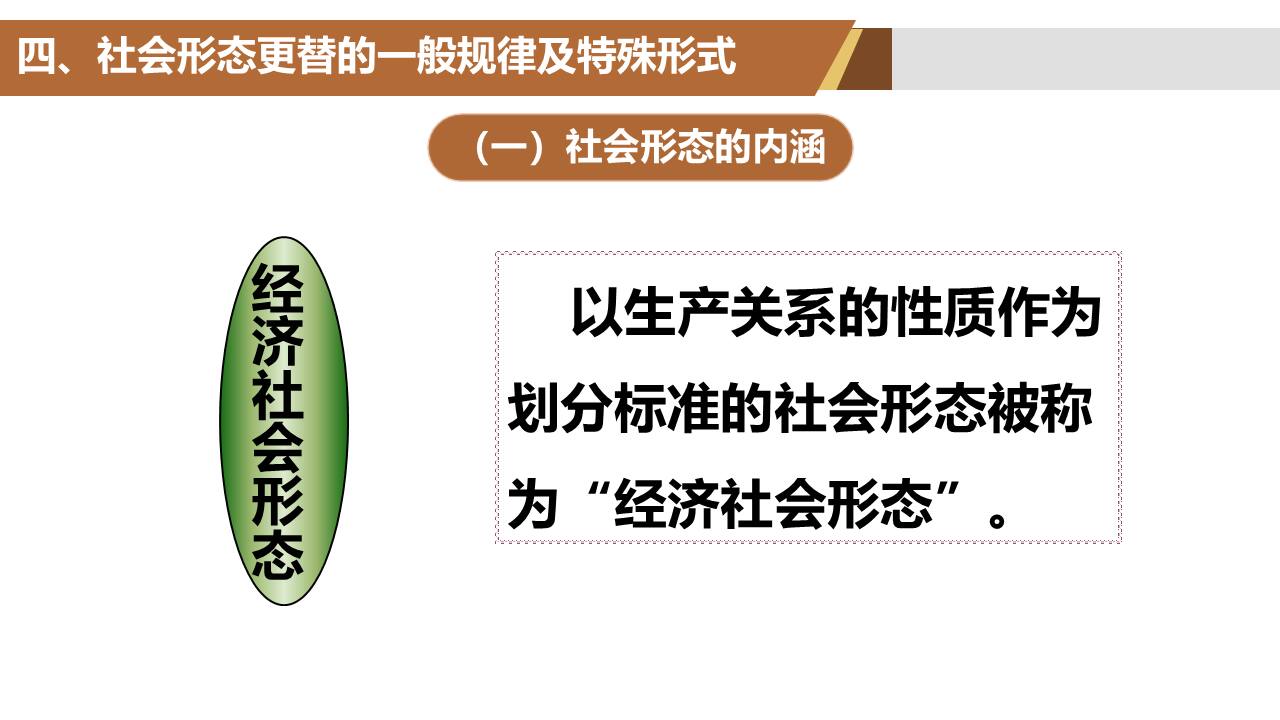 四、社会形态更替的一般规律及特殊形式
（一）社会形态的内涵
经济社会形态
以生产关系的性质作为
划分标准的社会形态被称
为“经济社会形态”。